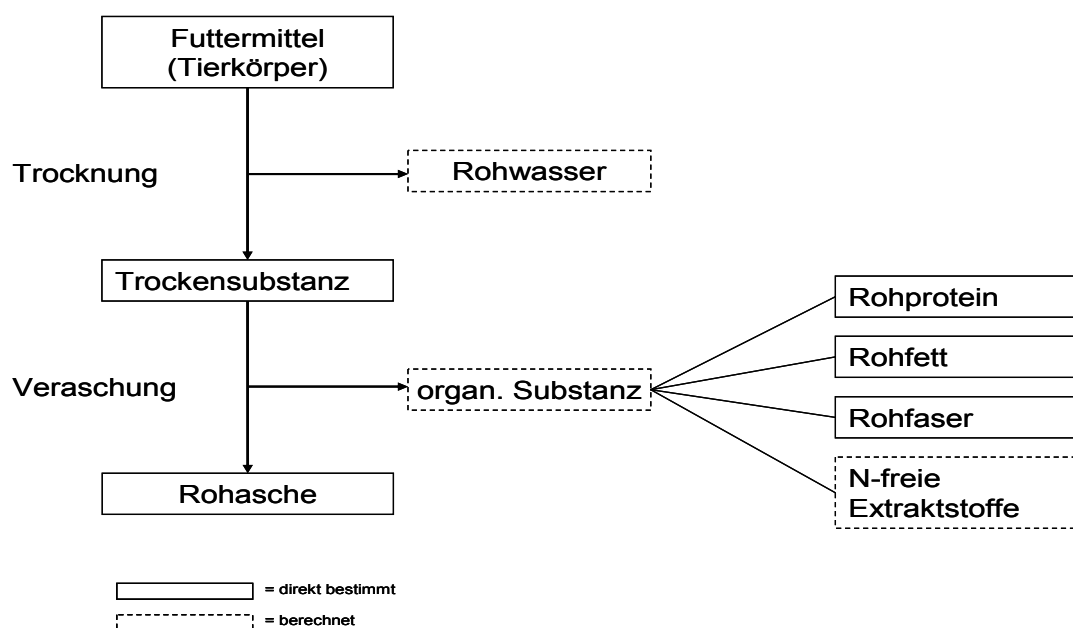 Futtermittel
(Tierkörper)
Trocknung
Rohwasser
Trockensubstanz
Rohprotein
Rohfett
Veraschung
organ. Substanz
Rohfaser
N-freie
Extraktstoffe
Rohasche
= direkt bestimmt
= berechnet